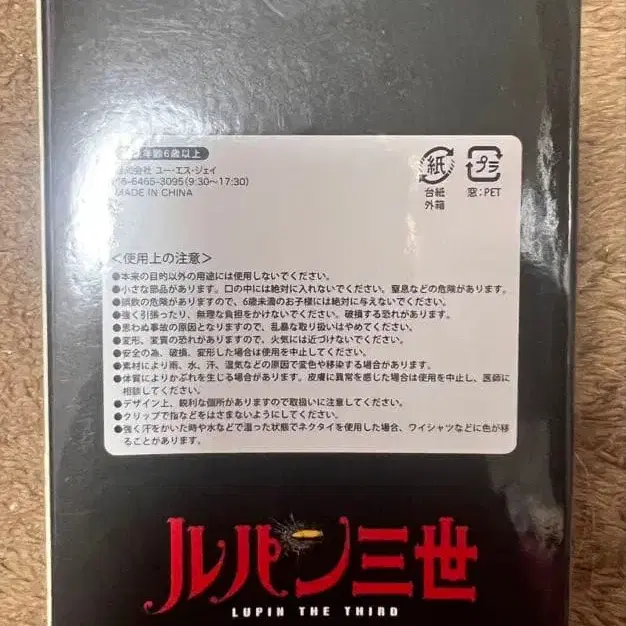 年齢6歳以上
式会社 ユー・エス・ジェイ
6-6465-3095(9:30～17:30)
MADE IN CHINA
紙
プラ
台紙
外箱
窓:PET
＜使用上の注意＞
●本来の目的以外の用途には使用しないでください。
●小さな部品があります。口の中には絶対に入れないでください。窒息などの危険があります。
●誤飲の危険がありますので、6歳未満のお子様には絶対に与えないでください。
●強く引張ったり、無理な負担をかけないでください。破損する恐れがあります。
●思わぬ事故の原因となりますので、乱暴な取り扱いはやめてください。
●変形、変質の恐れがありますので、火気には近づけないでください。
●安全の為、破損、変形した場合は使用を中止してください。
●素材により雨、水、汗、湿気などの原因で変色や移染する場合があります。
●体質によりかぶれを生じる場合があります。皮膚に異常を感じた場合は使用を中止し、医師に
相談してください。
●デザイン上、鋭利な個所がありますので取扱いに注意してください。
●クリップで指などをはさまないようにしてください。
●強く汗をかいた時や水などで湿った状態でネクタイを使用した場合、ワイシャツなどに色が移
ることがあります。
ルパン三世
LUPIN THE THIRD